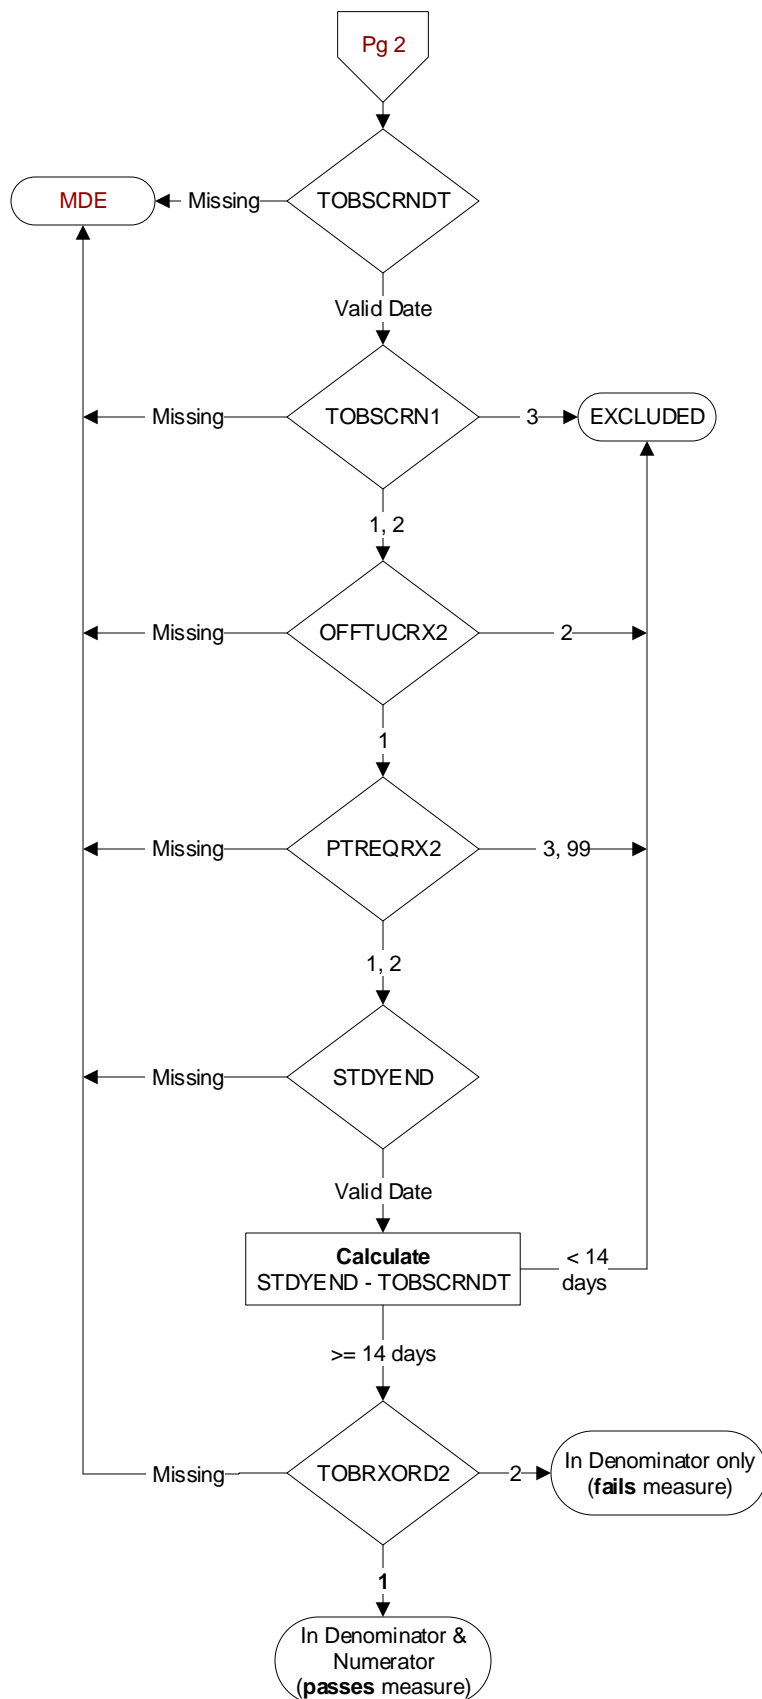 Pg 2
TOBSCRNDT
Missing
MDE
Valid Date
TOBSCRN1
Missing
3
EXCLUDED
1, 2
OFFTUCRX2
Missing
2
1
PTREQRX2
Missing
3, 99
1, 2
STDYEND
Missing
Valid Date
Calculate
STDYEND - TOBSCRNDT
< 14
days
>= 14 days
TOBRXORD2
Missing
2
In Denominator only
(fails measure)
1
In Denominator &
Numerator
(passes measure)